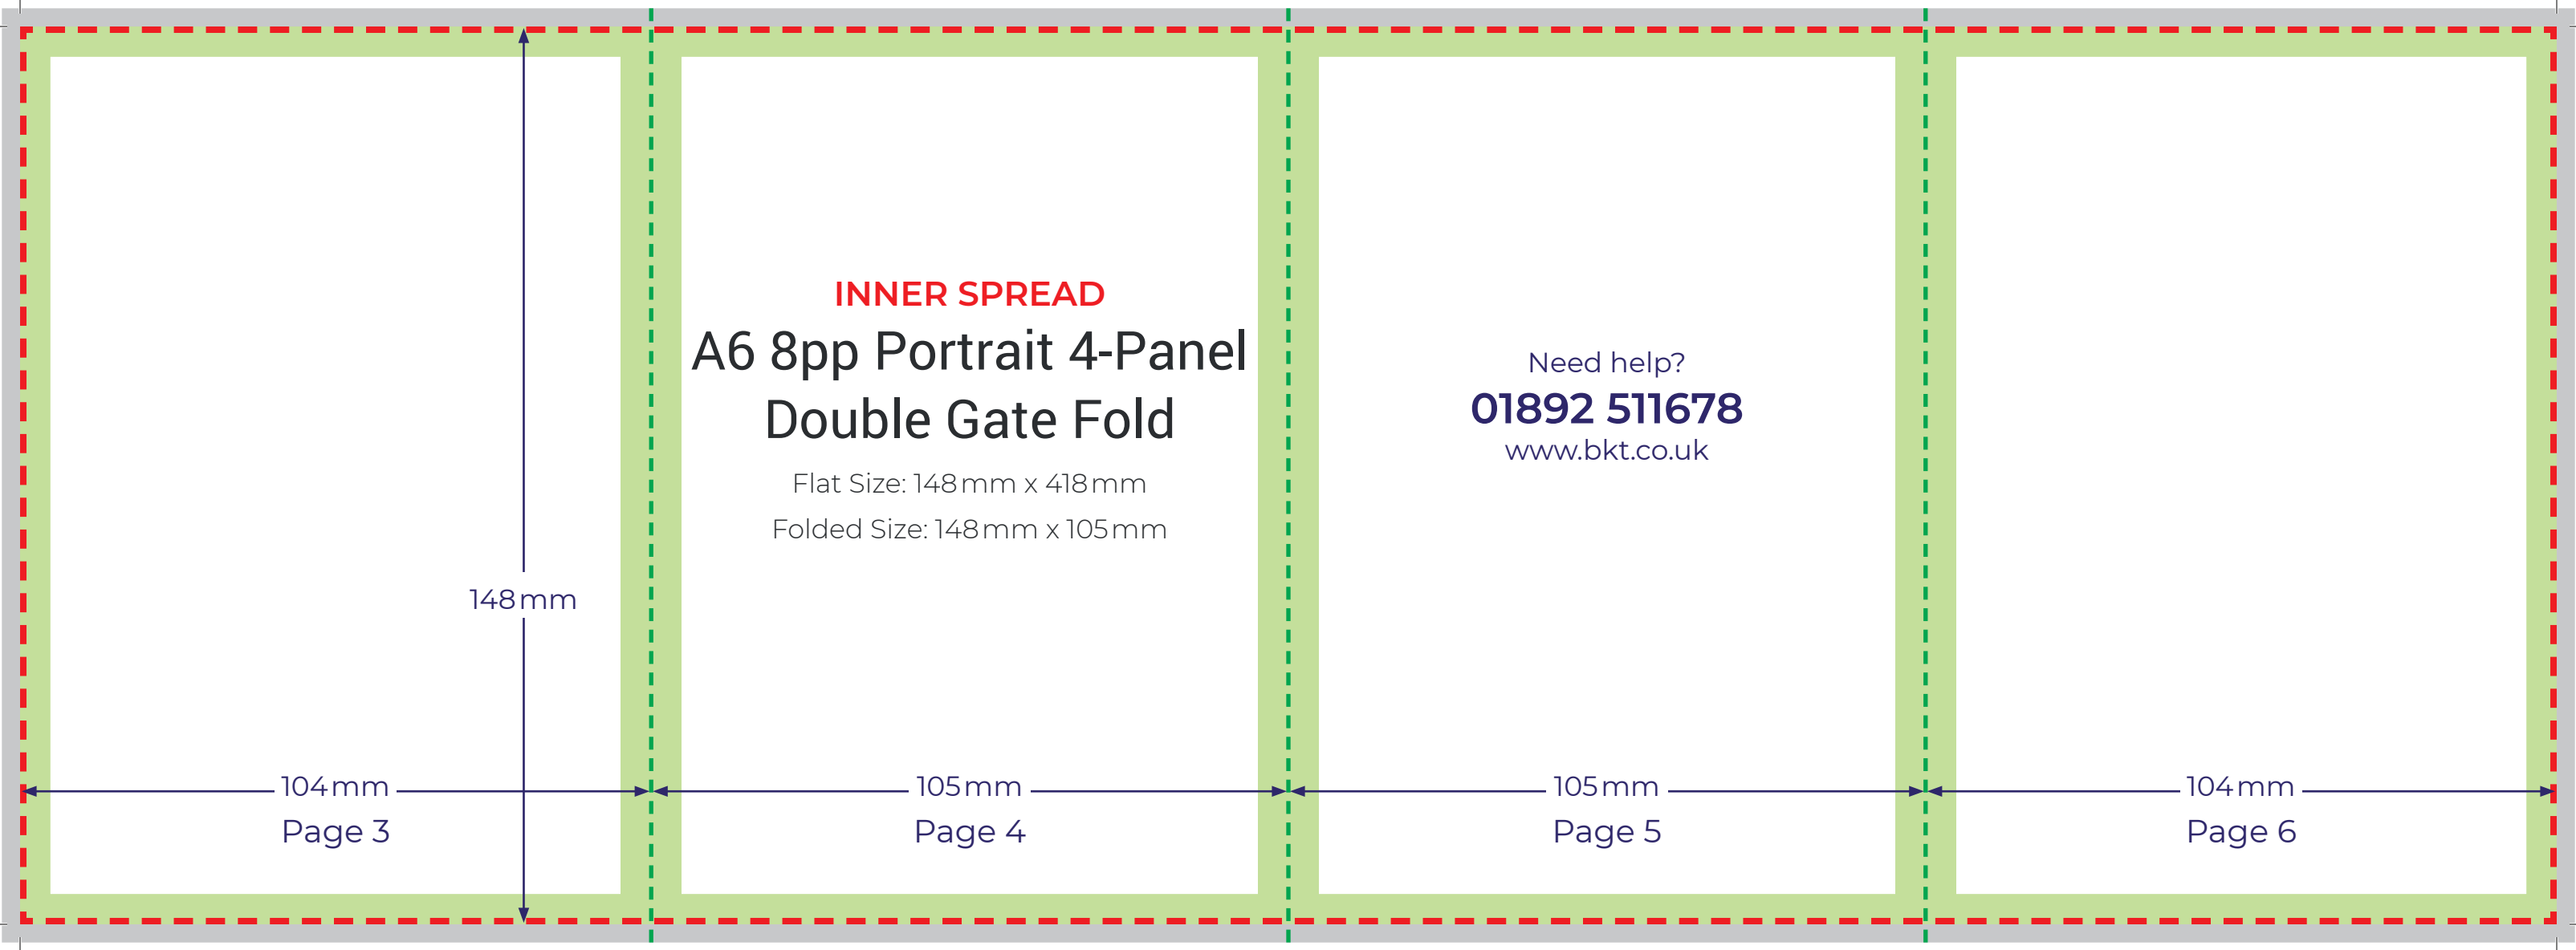 INNER SPREAD
A6 8pp Portrait 4-Panel
Double Gate Fold
Flat Size: 148mm x 418mm
Folded Size: 148mm x 105mm
Need help?
01892 511678
www.bkt.co.uk
148mm
104mm
Page 3
105mm
Page 4
105mm
Page 5
104mm
Page 6